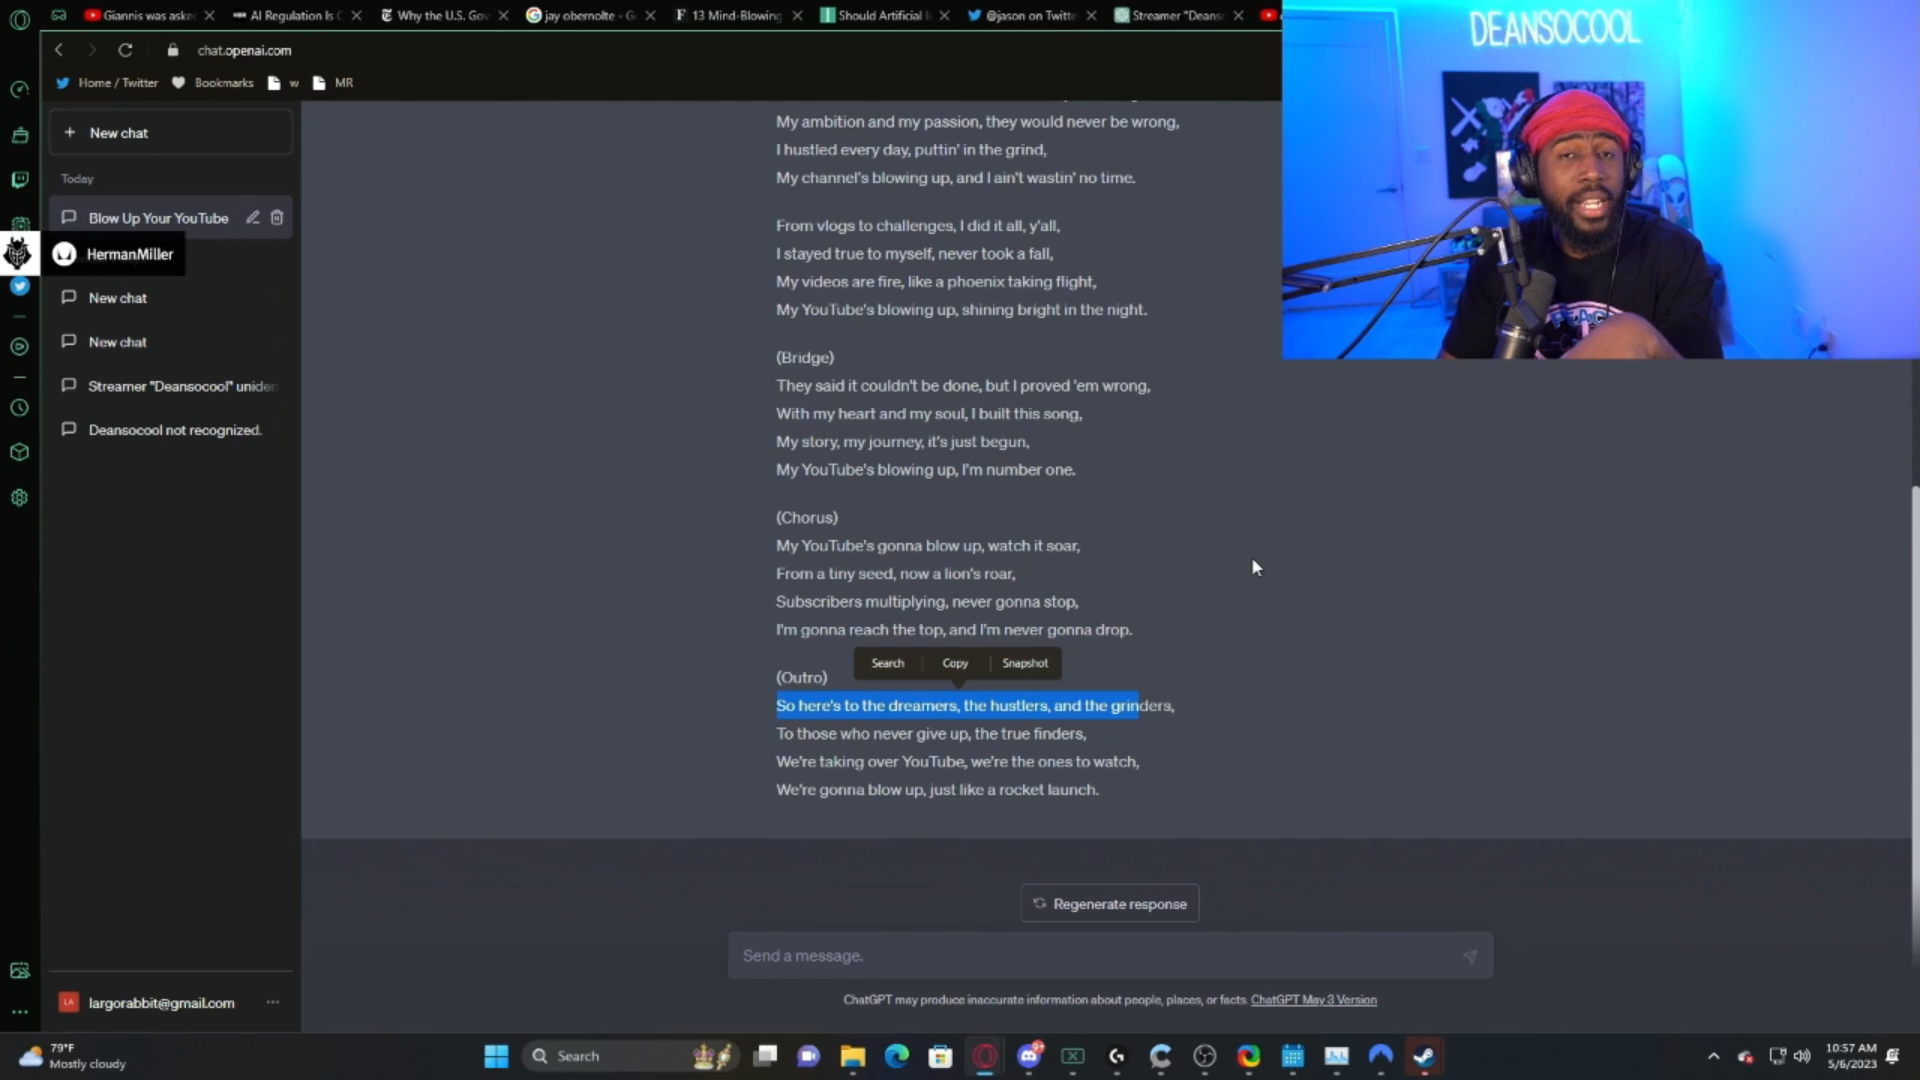 Giannis was asked
AI Regulation Is
Why the U.S. Gov
jay obernolte - G
13 Mind-Blowing
Should Artificial I
@jason on Twitte
Streamer "Deans
chat.openai.com
Home / Twitter
Bookmarks
w
MR
DEANSOCOOL
New chat
Today
Blow Up Your YouTube
HermanMiller
New chat
New chat
Streamer "Deansocool" uniden
Deansocool not recognized.
largorabbit@gmail.com
LA
My ambition and my passion, they would never be wrong,
I hustled every day, puttin' in the grind,
My channel's blowing up, and I ain't wastin' no time.
From vlogs to challenges, I did it all, y'all,
I stayed true to myself, never took a fall,
My videos are fire, like a phoenix taking flight,
My YouTube's blowing up, shining bright in the night.
(Bridge)
They said it couldn't be done, but I proved 'em wrong,
With my heart and my soul, I built this song,
My story, my journey, it's just begun,
My YouTube's blowing up, I'm number one.
(Chorus)
My YouTube's gonna blow up, watch it soar,
From a tiny seed, now a lion's roar,
Subscribers multiplying, never gonna stop,
I'm gonna reach the top, and I'm never gonna drop.
Search Copy Snapshot
(Outro)
So here's to the dreamers, the hustlers, and the grinders,
To those who never give up, the true finders,
We're taking over YouTube, we're the ones to watch,
We're gonna blow up, just like a rocket launch.
Regenerate response
Send a message.
ChatGPT may produce inaccurate information about people, places, or facts. ChatGPT May 3 Version
79°F
Mostly cloudy
Search
10:57 AM
5/6/2023